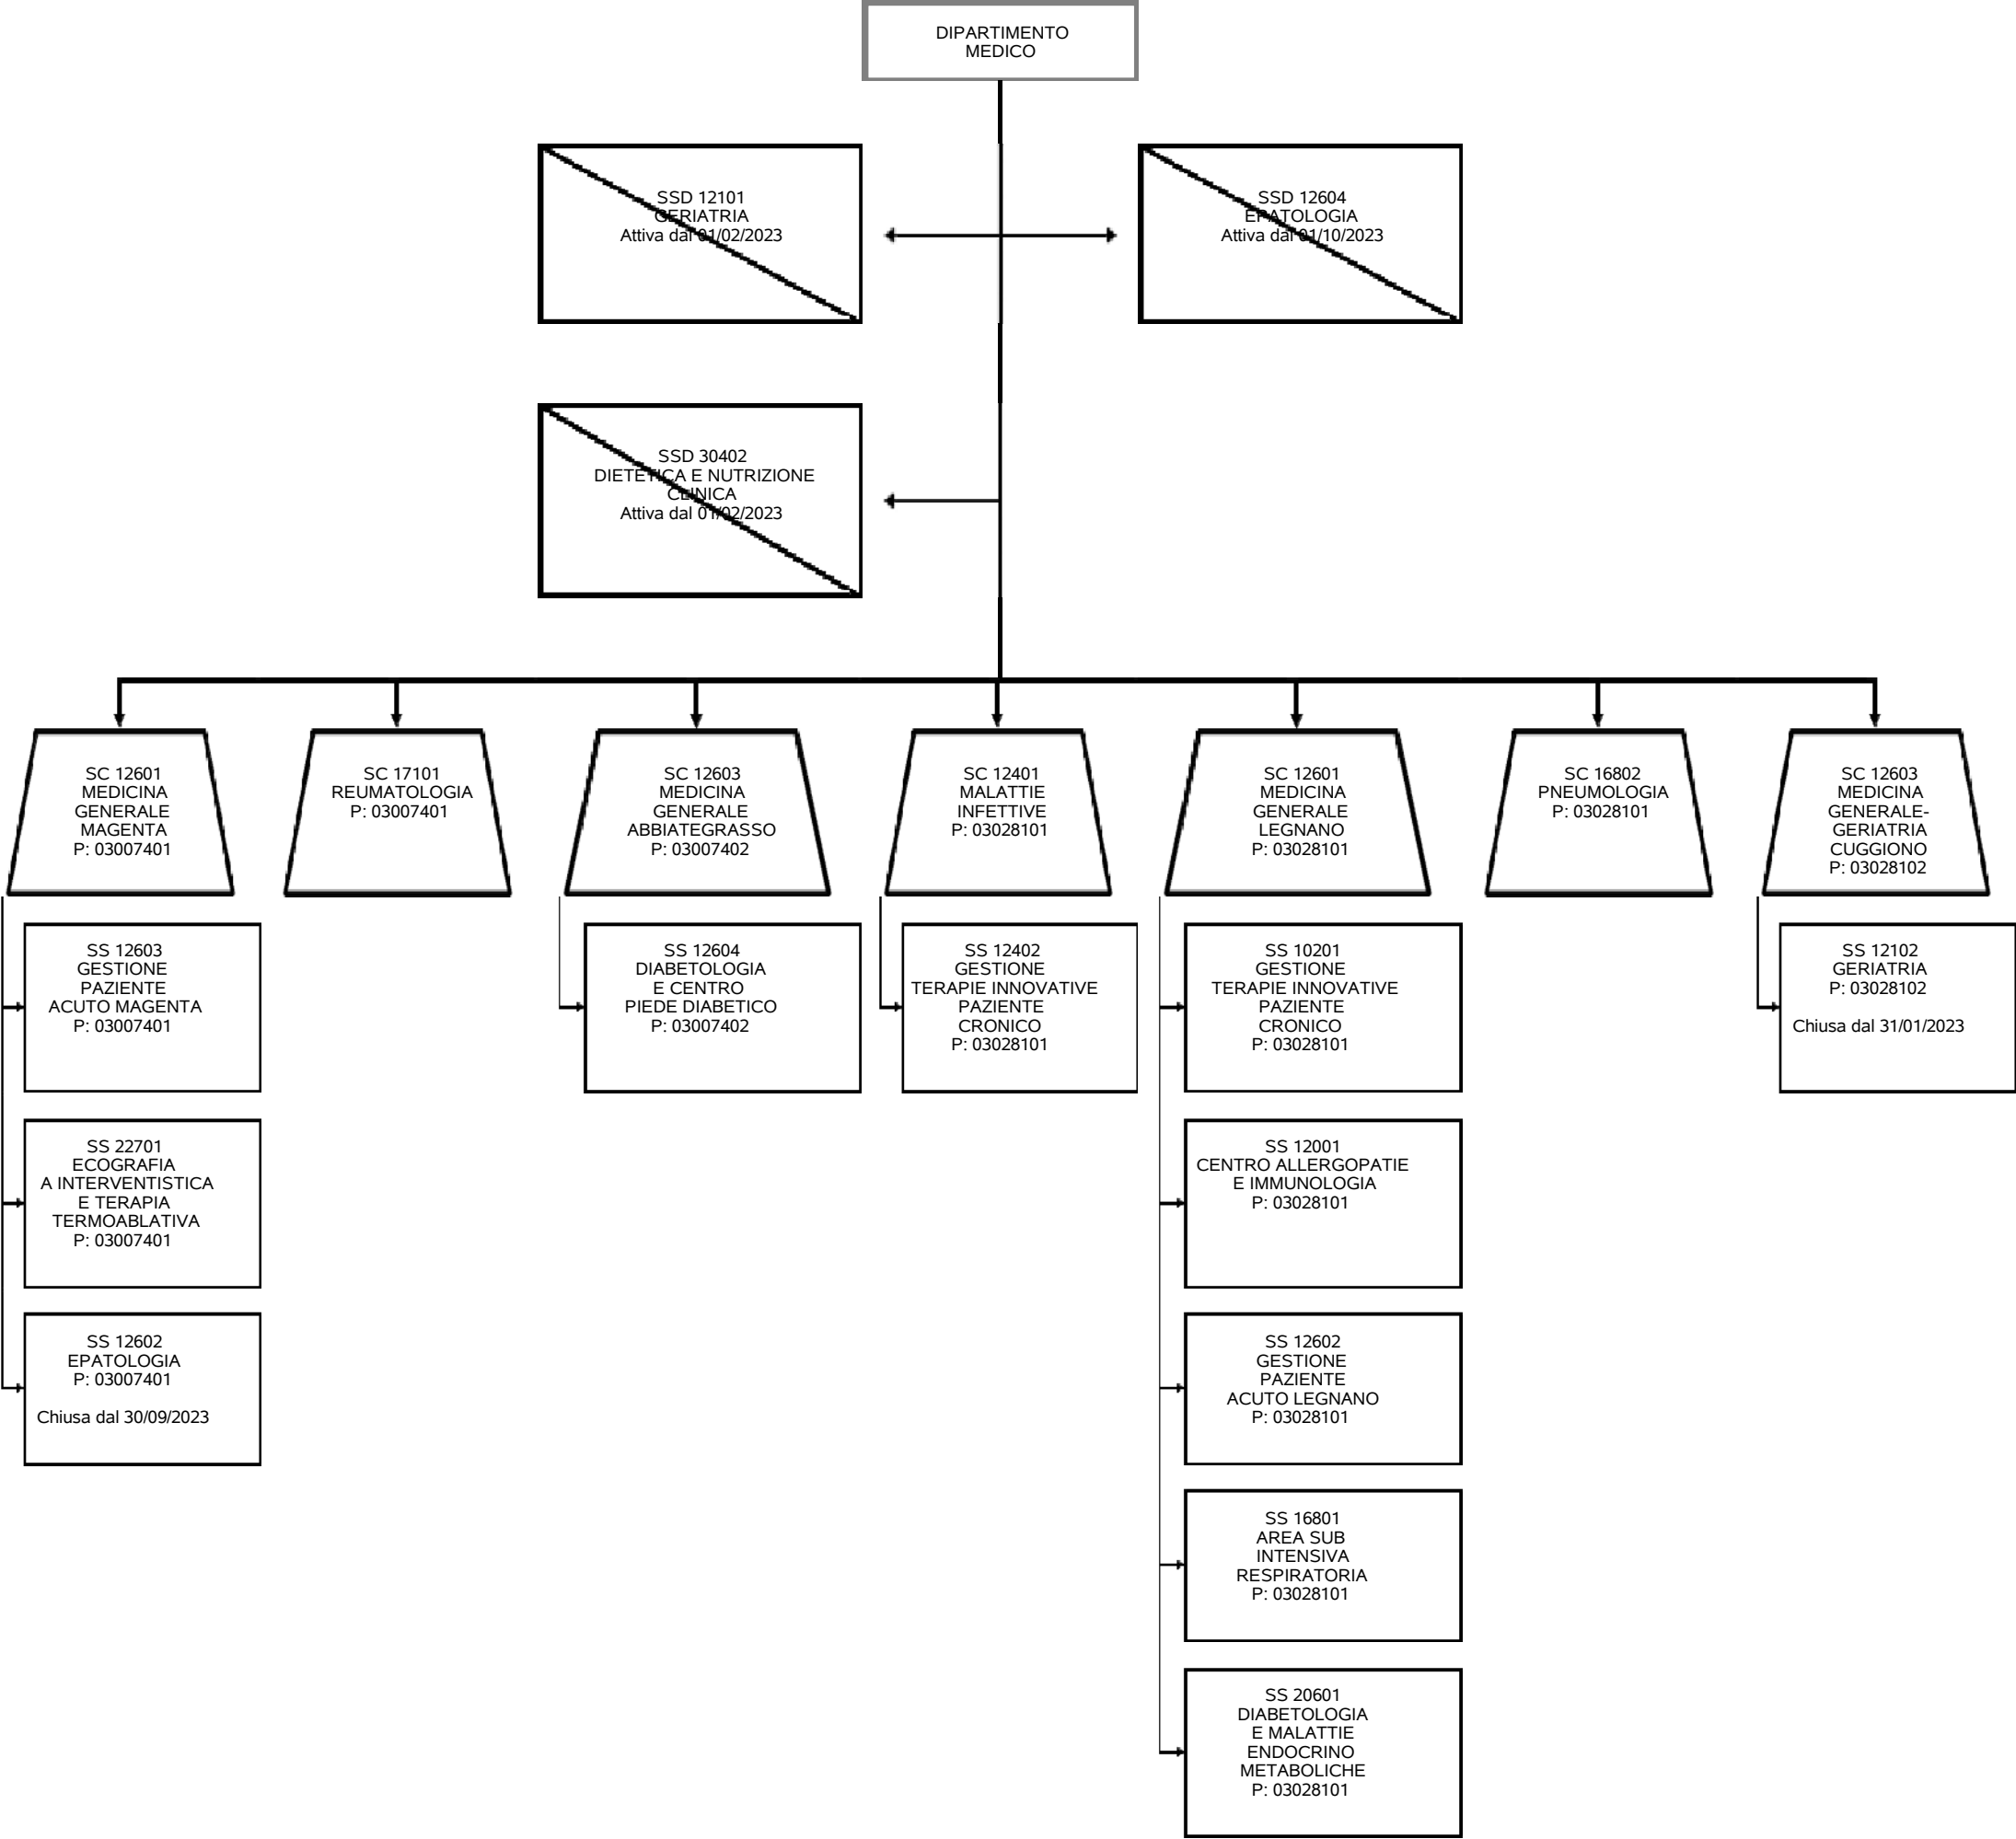 DIPARTIMENTO
MEDICO
SSD 12101
GERIATRIA
Attiva dal 01/02/2023
SSD 12604
EPATOLOGIA
Attiva dal 01/10/2023
SSD 30402
DIETETICA E NUTRIZIONE
CLINICA
Attiva dal 01/02/2023
SC 12601
MEDICINA
GENERALE
MAGENTA
P: 03007401
SC 17101
REUMATOLOGIA
P: 03007401
SC 12603
MEDICINA
GENERALE
ABBIATEGRASSO
P: 03007402
SC 12401
MALATTIE
INFETTIVE
P: 03028101
SC 12601
MEDICINA
GENERALE
LEGNANO
P: 03028101
SC 16802
PNEUMOLOGIA
P: 03028101
SC 12603
MEDICINA
GENERALE-
GERIATRIA
CUGGIONO
P: 03028102
SS 12603
GESTIONE
PAZIENTE
ACUTO MAGENTA
P: 03007401
SS 22701
ECOGRAFIA
A INTERVENTISTICA
E TERAPIA
TERMOABLATIVA
P: 03007401
SS 12602
EPATOLOGIA
P: 03007401
Chiusa dal 30/09/2023
SS 12604
DIABETOLOGIA
E CENTRO
PIEDE DIABETICO
P: 03007402
SS 12402
GESTIONE
TERAPIE INNOVATIVE
PAZIENTE
CRONICO
P: 03028101
SS 10201
GESTIONE
TERAPIE INNOVATIVE
PAZIENTE
CRONICO
P: 03028101
SS 12001
CENTRO ALLERGOPATIE
E IMMUNOLOGIA
P: 03028101
SS 12602
GESTIONE
PAZIENTE
ACUTO LEGNANO
P: 03028101
SS 16801
AREA SUB
INTENSIVA
RESPIRATORIA
P: 03028101
SS 20601
DIABETOLOGIA
E MALATTIE
ENDOCRINO
METABOLICHE
P: 03028101
SS 12102
GERIATRIA
P: 03028102
Chiusa dal 31/01/2023